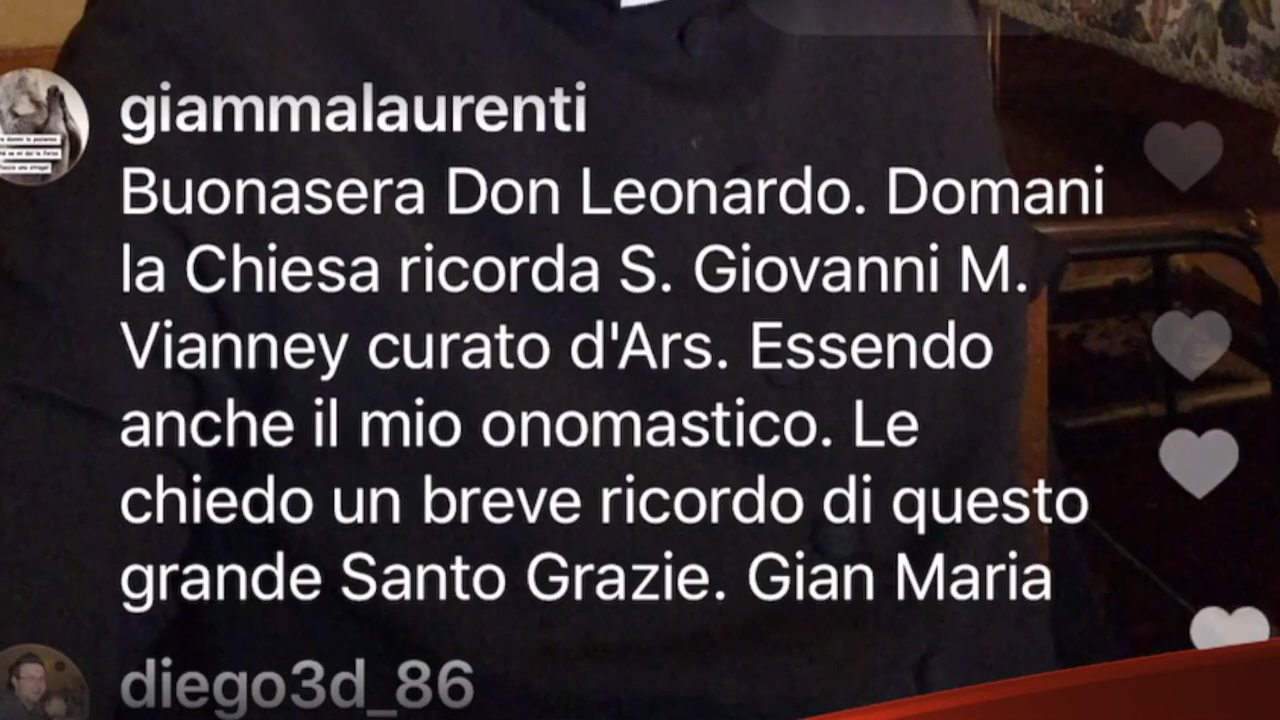 giammalaurenti
Buonasera Don Leonardo. Domani
la Chiesa ricorda S. Giovanni M.
Vianney curato d'Ars. Essendo
anche il mio onomastico. Le
chiedo un breve ricordo di questo
grande Santo Grazie. Gian Maria
diego3d_86